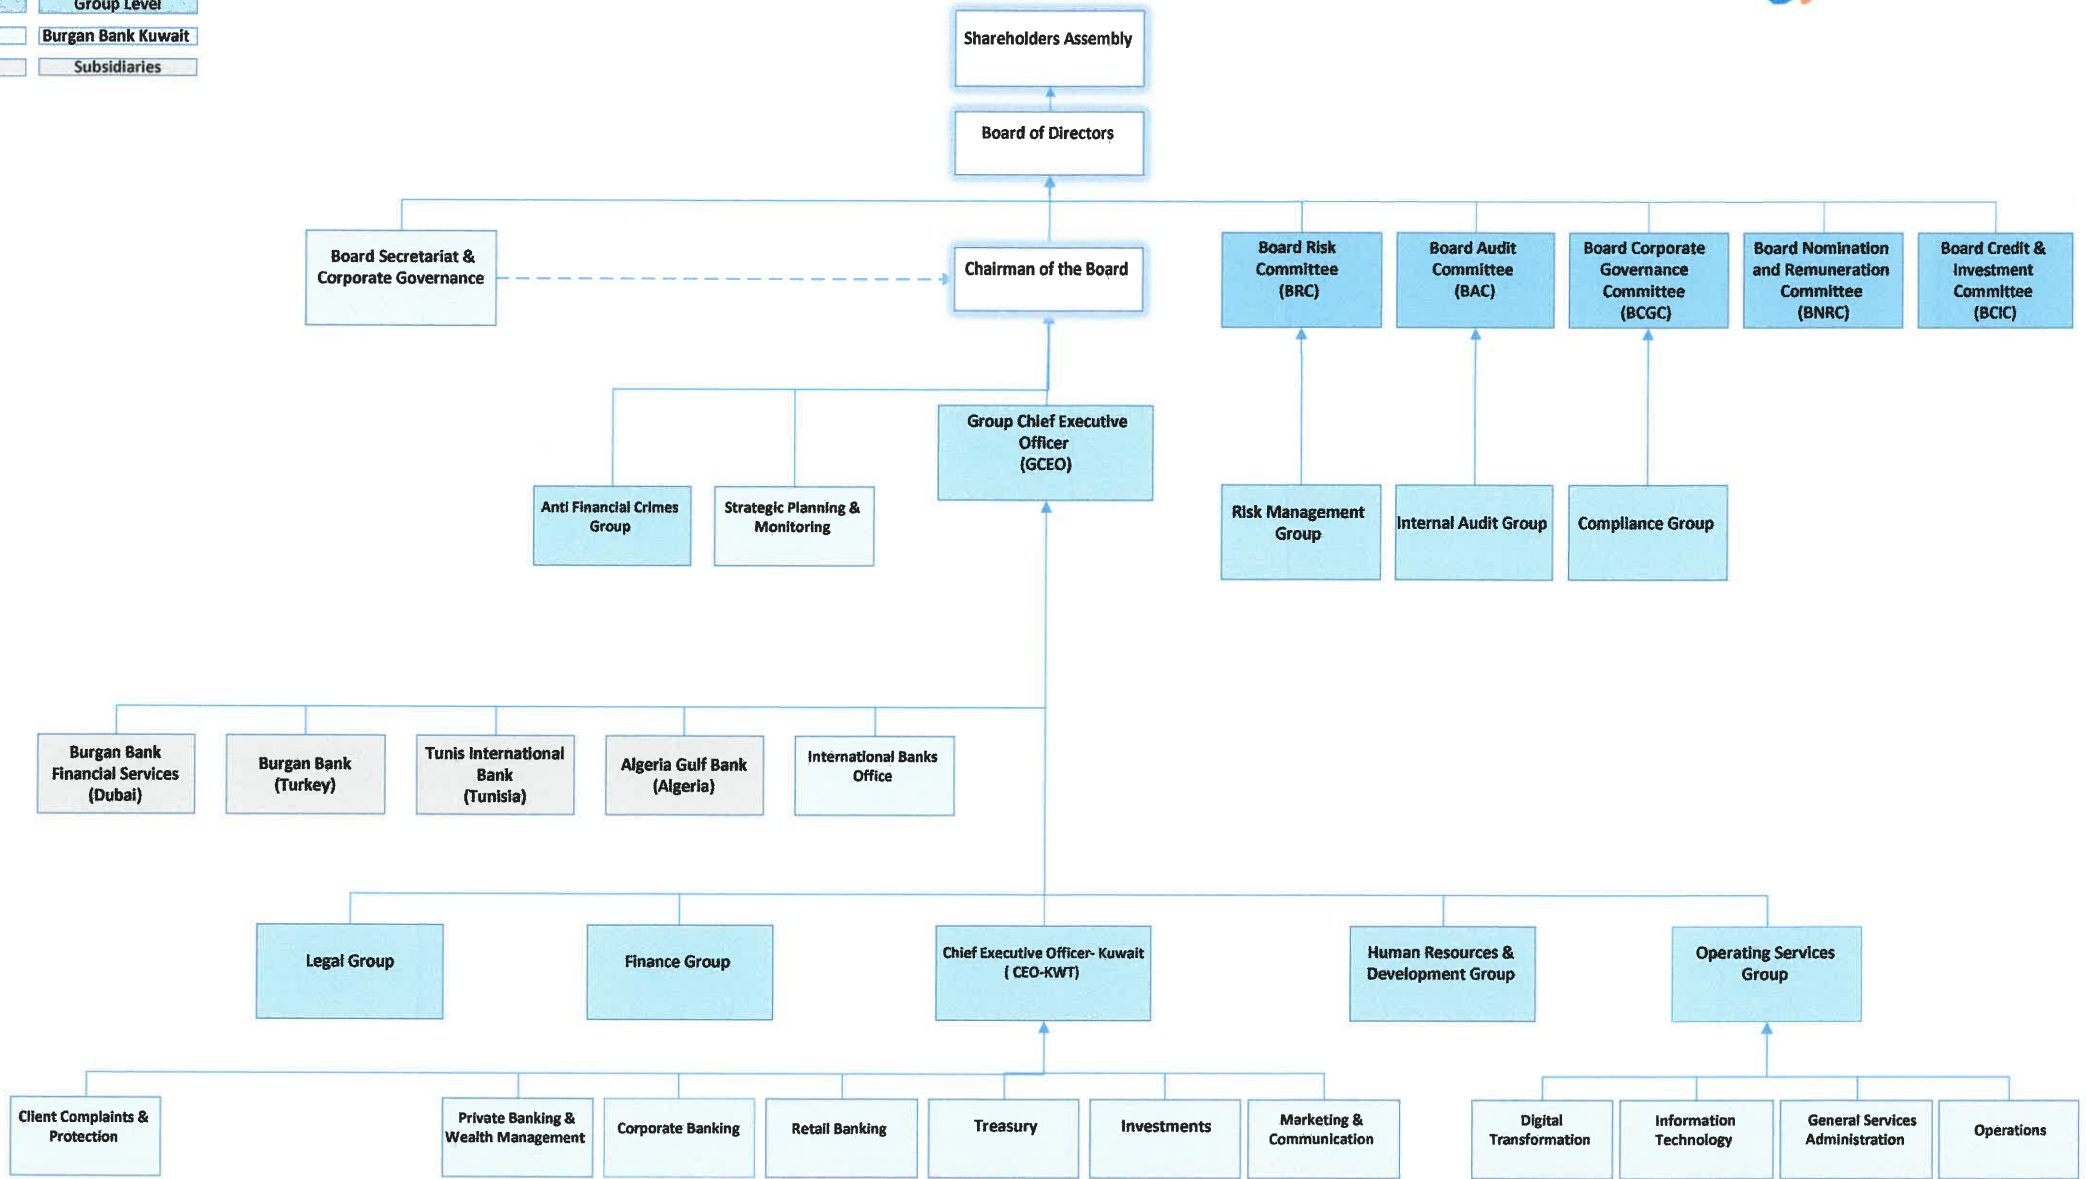 Group Level
Burgan Bank Kuwait
Subsidiaries
Shareholders Assembly
Board of Directors
Board Secretariat &
Corporate Governance
Chairman of the Board
Board Risk
Committee
(BRC)
Board Audit
Committee
(BAC)
Board Corporate
Governance
Committee
(BCGC)
Board Nomination
and Remuneration
Committee
(BNRC)
Board Credit &
Investment
Committee
(BCIC)
Group Chief Executive
Officer
(GCEO)
Anti Financial Crimes
Group
Strategic Planning &
Monitoring
Risk Management
Group
Internal Audit Group
Compliance Group
Burgan Bank
Financial Services
(Dubai)
Burgan Bank
(Turkey)
Tunis International
Bank
(Tunisia)
Algeria Gulf Bank
(Algeria)
International Banks
Office
Legal Group
Finance Group
Chief Executive Officer- Kuwait
( CEO-KWT)
Human Resources &
Development Group
Operating Services
Group
Client Complaints &
Protection
Private Banking &
Wealth Management
Corporate Banking
Retail Banking
Treasury
Investments
Marketing &
Communication
Digital
Transformation
Information
Technology
General Services
Administration
Operations